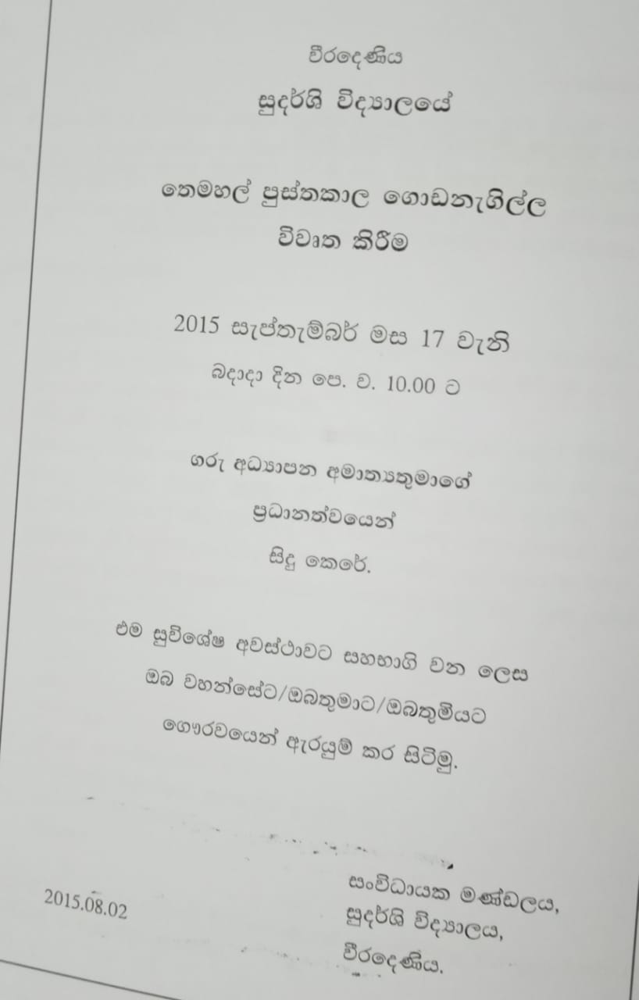 වීරදෙණිය
සුදර්ශි විද්‍යාලයේ
තෙමහල් පුස්තකාල ගොඩනැගිල්ල
විවෘත කිරීම
2015 සැප්තැම්බර් මස 17 වැනි
බදාදා දින පෙ. ව. 10.00 ට
ගරු අධ්‍යාපන අමාත්‍යතුමාගේ
ප්‍රධානත්වයෙන්
සිදු කෙරේ.
එම සුවිශේෂ අවස්ථාවට සහභාගි වන ලෙස
ඔබ වහන්සේට/ඔබතුමාට/ඔබතුමියට
ගෞරවයෙන් ඇරයුම් කර සිටිමු.
සංවිධායක මණ්ඩලය,
2015.08.02
සුදර්ශි විද්‍යාලය,
වීරදෙණිය.